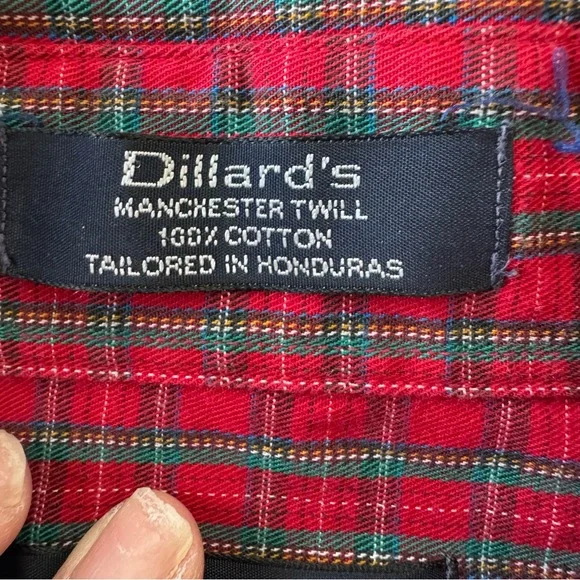 Dillard's
MANCHESTER TWILL
100% COTTON
TAILORED IN HONDURAS